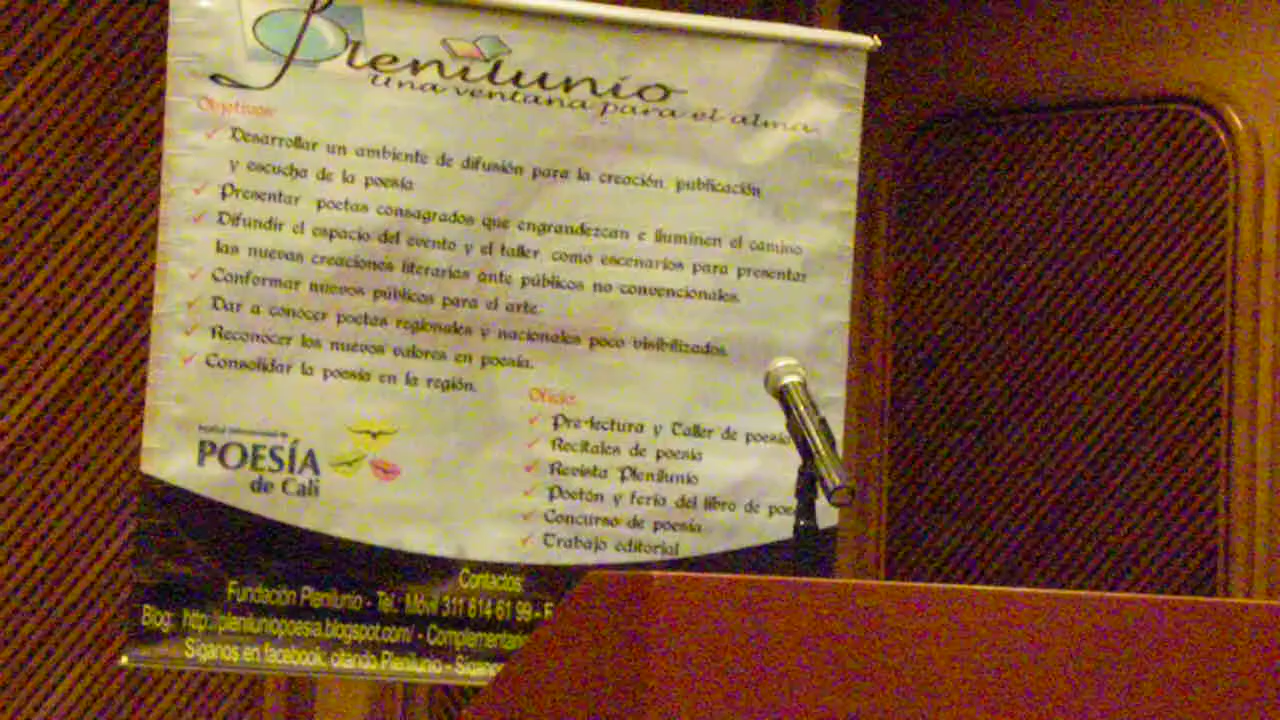 Plenilunio
una ventana para el alma
Objetivos:
Desarrollar un ambiente de difusión para la creación, publicación
y escucha de la poesía
Presentar poetas consagrados que engrandezcan e iluminen el camino
Difundir el espacio del evento y el taller, como escenarios para presentar
las nuevas creaciones literarias ante públicos no convencionales.
Conformar nuevos públicos para el arte.
Dar a conocer poetas regionales y nacionales poco visibilizados.
Reconocer los nuevos valores en poesía.
Consolidar la poesía en la región.
POESÍA
de Cali
Oficio:
Pre-lectura y Taller de poesía
Recitales de poesía
Revista Plenilunio
Poetón y feria del libro de poe
Concurso de poesía
Trabajo editorial
Contactos:
Fundación Plenilunio - Tel.: Móvil 311 614 61 99 - F
Blog: http://pleniluniopoesia.blogspot.com/ - Complementari
Síganos en facebook: citando Plenilunio - Síganos